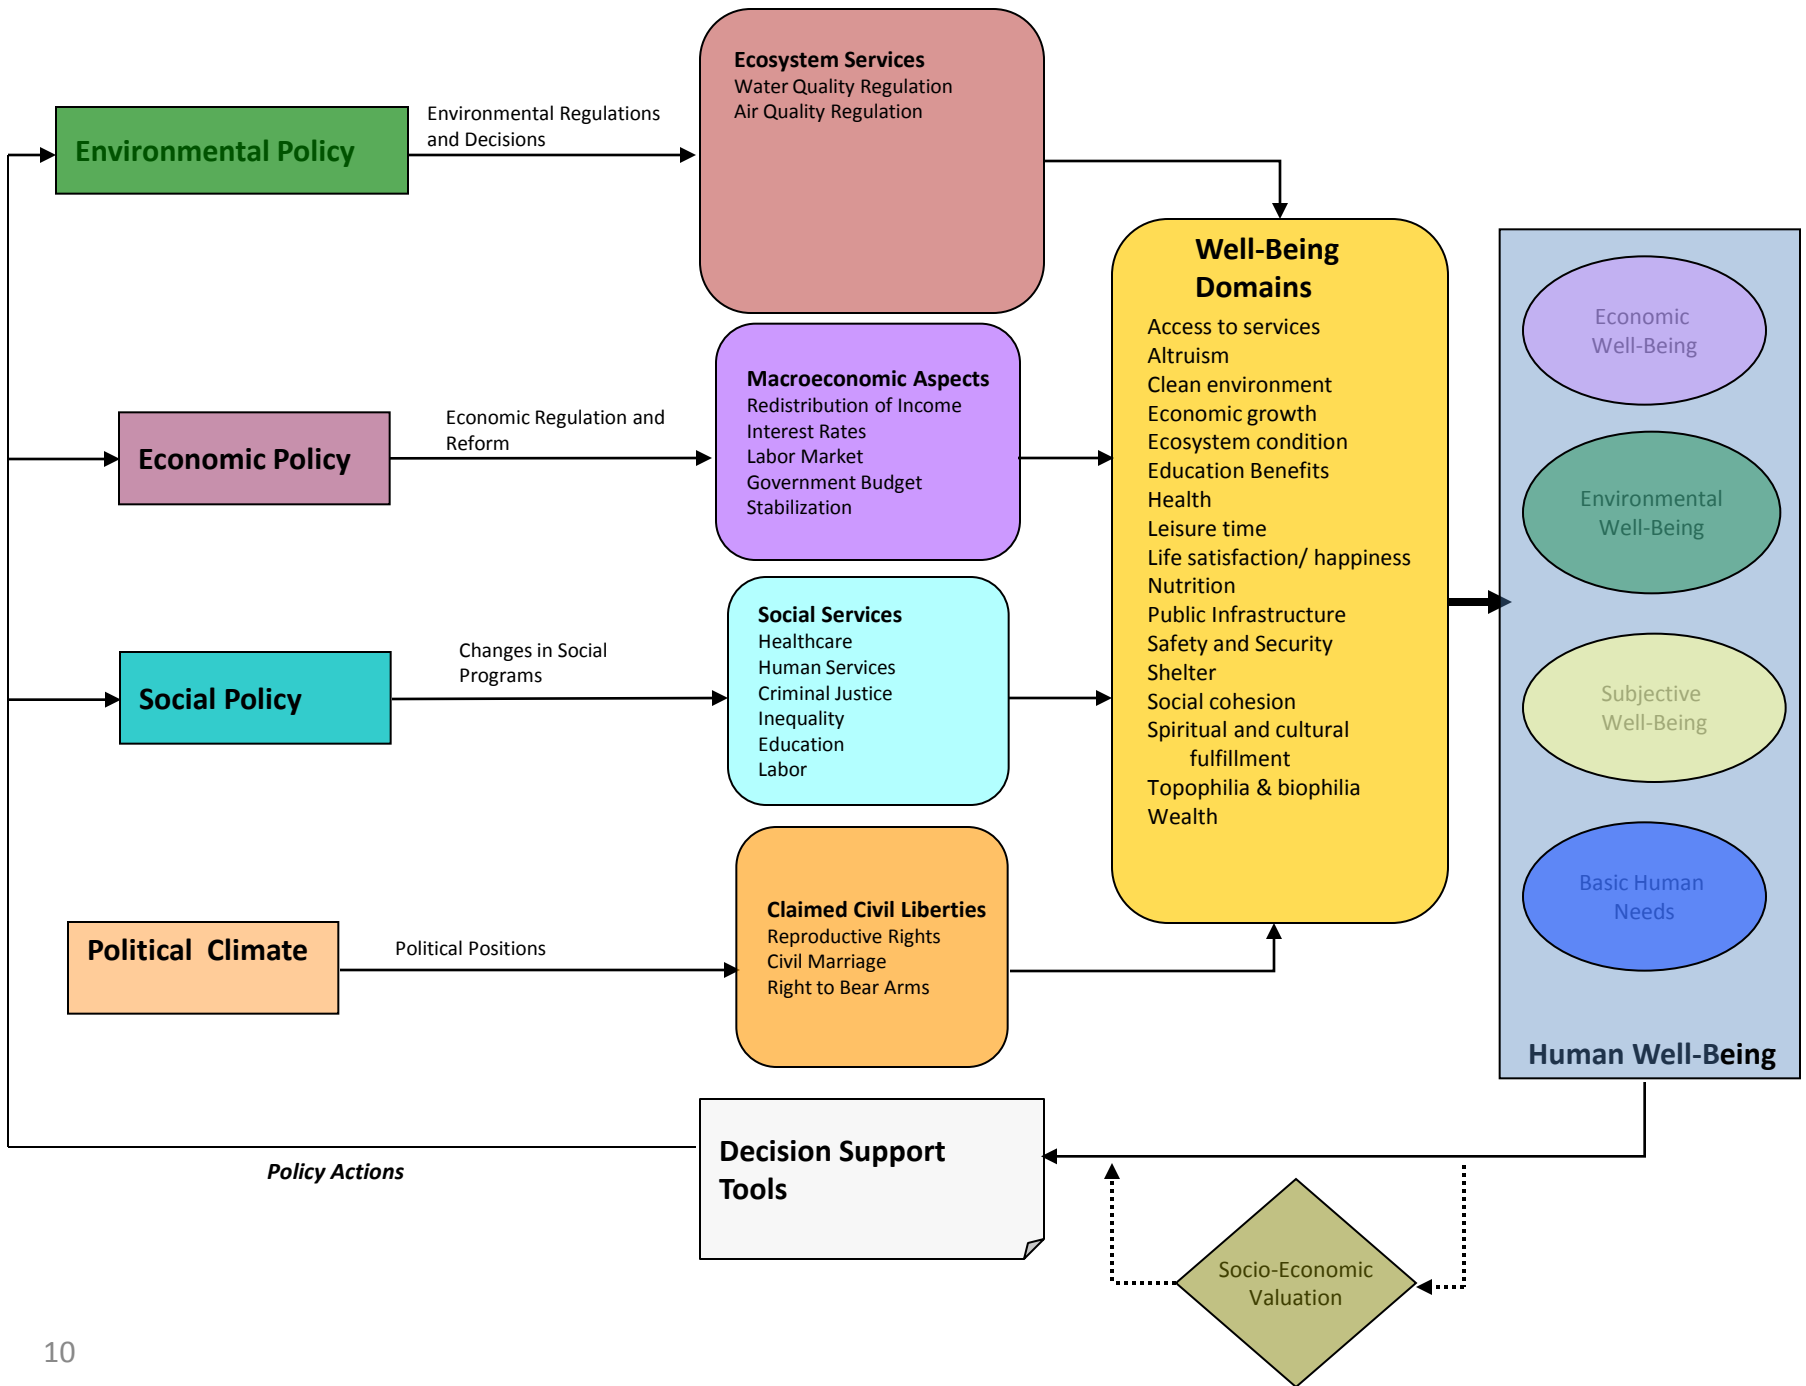 Ecosystem Services
Water Quality Regulation
Air Quality Regulation
Environmental Policy
Environmental Regulations
and Decisions
Well-Being
Domains
Access to services
Altruism
Clean environment
Economic growth
Ecosystem condition
Education Benefits
Health
Leisure time
Life satisfaction/ happiness
Nutrition
Public Infrastructure
Safety and Security
Shelter
Social cohesion
Spiritual and cultural
fulfillment
Topophilia & biophilia
Wealth
Economic
Well-Being
Environmental
Well-Being
Subjective
Well-Being
Basic Human
Needs
Human Well-Being
Economic Policy
Economic Regulation and
Reform
Macroeconomic Aspects
Redistribution of Income
Interest Rates
Labor Market
Government Budget
Stabilization
Social Policy
Changes in Social
Programs
Social Services
Healthcare
Human Services
Criminal Justice
Inequality
Education
Labor
Political  Climate
Political Positions
Claimed Civil Liberties
Reproductive Rights
Civil Marriage
Right to Bear Arms
Decision Support
Tools
Policy Actions
Socio-Economic
Valuation
10